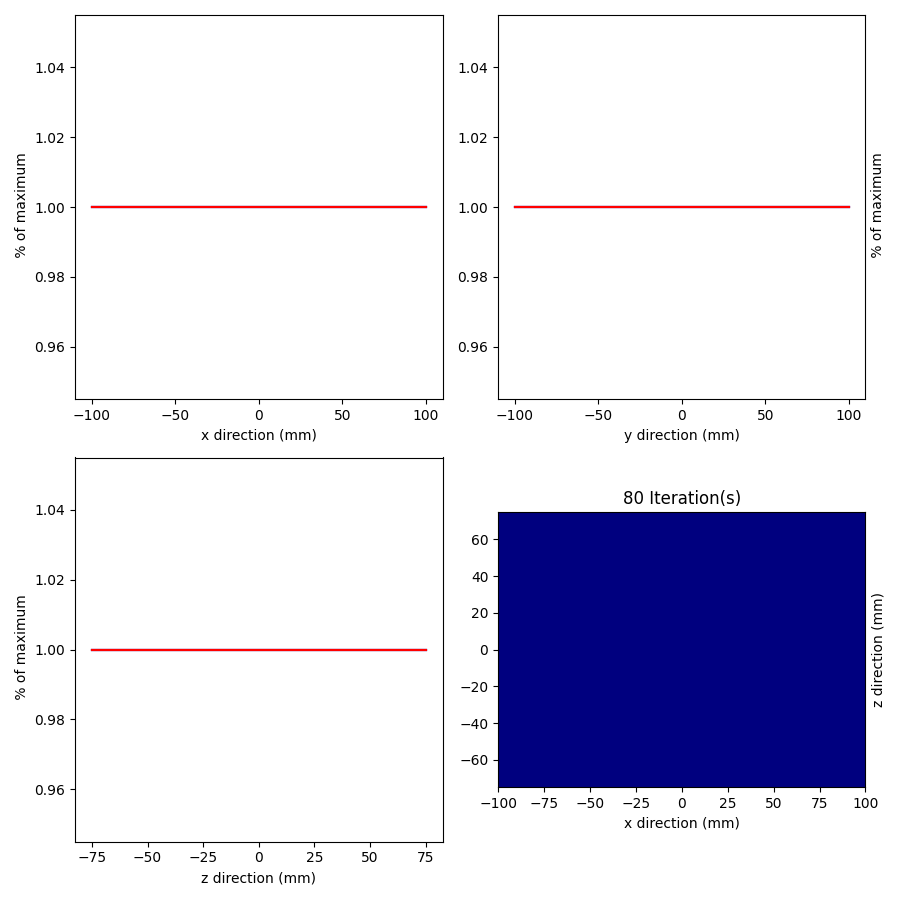 1.04
1.02
1.00
0.98
0.96
% of maximum
−100 −50 0 50 100
x direction (mm)
1.04
1.02
1.00
0.98
0.96
% of maximum
−100 −50 0 50 100
y direction (mm)
1.04
1.02
1.00
0.98
0.96
% of maximum
−75 −50 −25 0 25 50 75
z direction (mm)
80 Iteration(s)
60
40
20
0
−20
−40
−60
z direction (mm)
−100 −75 −50 −25 0 25 50 75 100
x direction (mm)